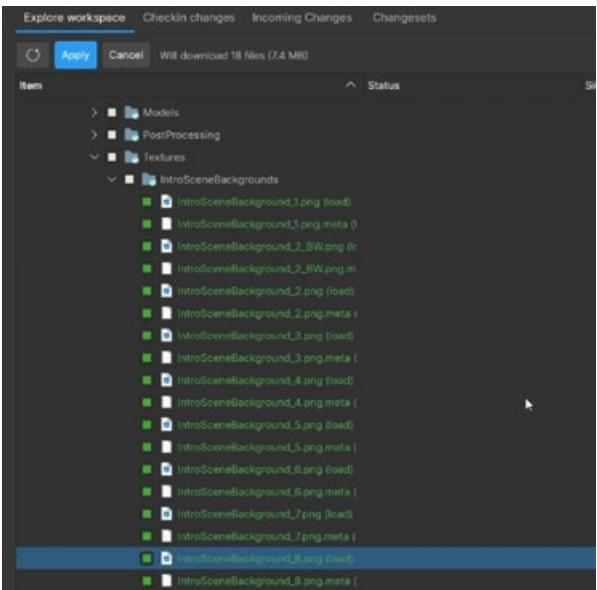 Explore workspace Checkin changes Incoming Changes Changesets
Apply Cancel Will download 18 files (7.4 MB)
Item Status Si
Models
PostProcessing
Textures
IntroSceneBackgrounds
IntroSceneBackground_1.png (load)
IntroSceneBackground_1.png.meta (l
IntroSceneBackground_2_BW.png (lc
IntroSceneBackground_2_BW.png.m
IntroSceneBackground_2.png (load)
IntroSceneBackground_2.png.meta (
IntroSceneBackground_3.png (load)
IntroSceneBackground_3.png.meta (
IntroSceneBackground_4.png (load)
IntroSceneBackground_4.png.meta (
IntroSceneBackground_5.png (load)
IntroSceneBackground_5.png.meta (
IntroSceneBackground_6.png (load)
IntroSceneBackground_6.png.meta (
IntroSceneBackground_7.png (load)
IntroSceneBackground_7.png.meta (
IntroSceneBackground_8.png (load)
IntroSceneBackground_8.png.meta (